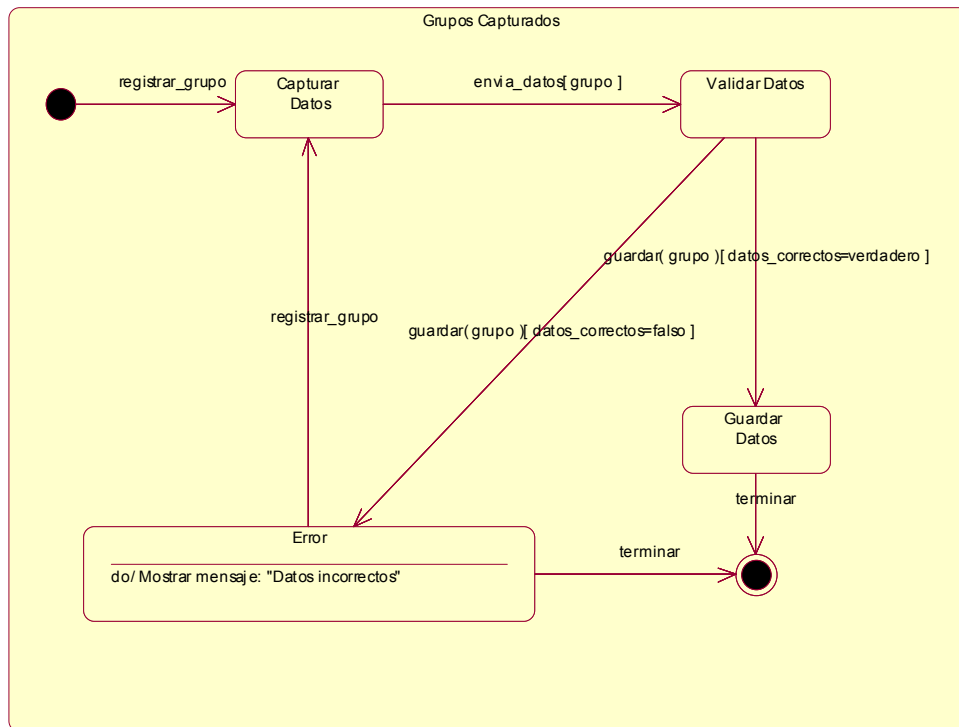 Grupos Capturados
registrar_grupo
Capturar
Datos
envia_datos[ grupo ]
Validar Datos
guardar( grupo )[ datos_correctos=verdadero ]
registrar_grupo
guardar( grupo )[ datos_correctos=falso ]
Guardar
Datos
terminar
Error
do/ Mostrar mensaje: "Datos incorrectos"
terminar